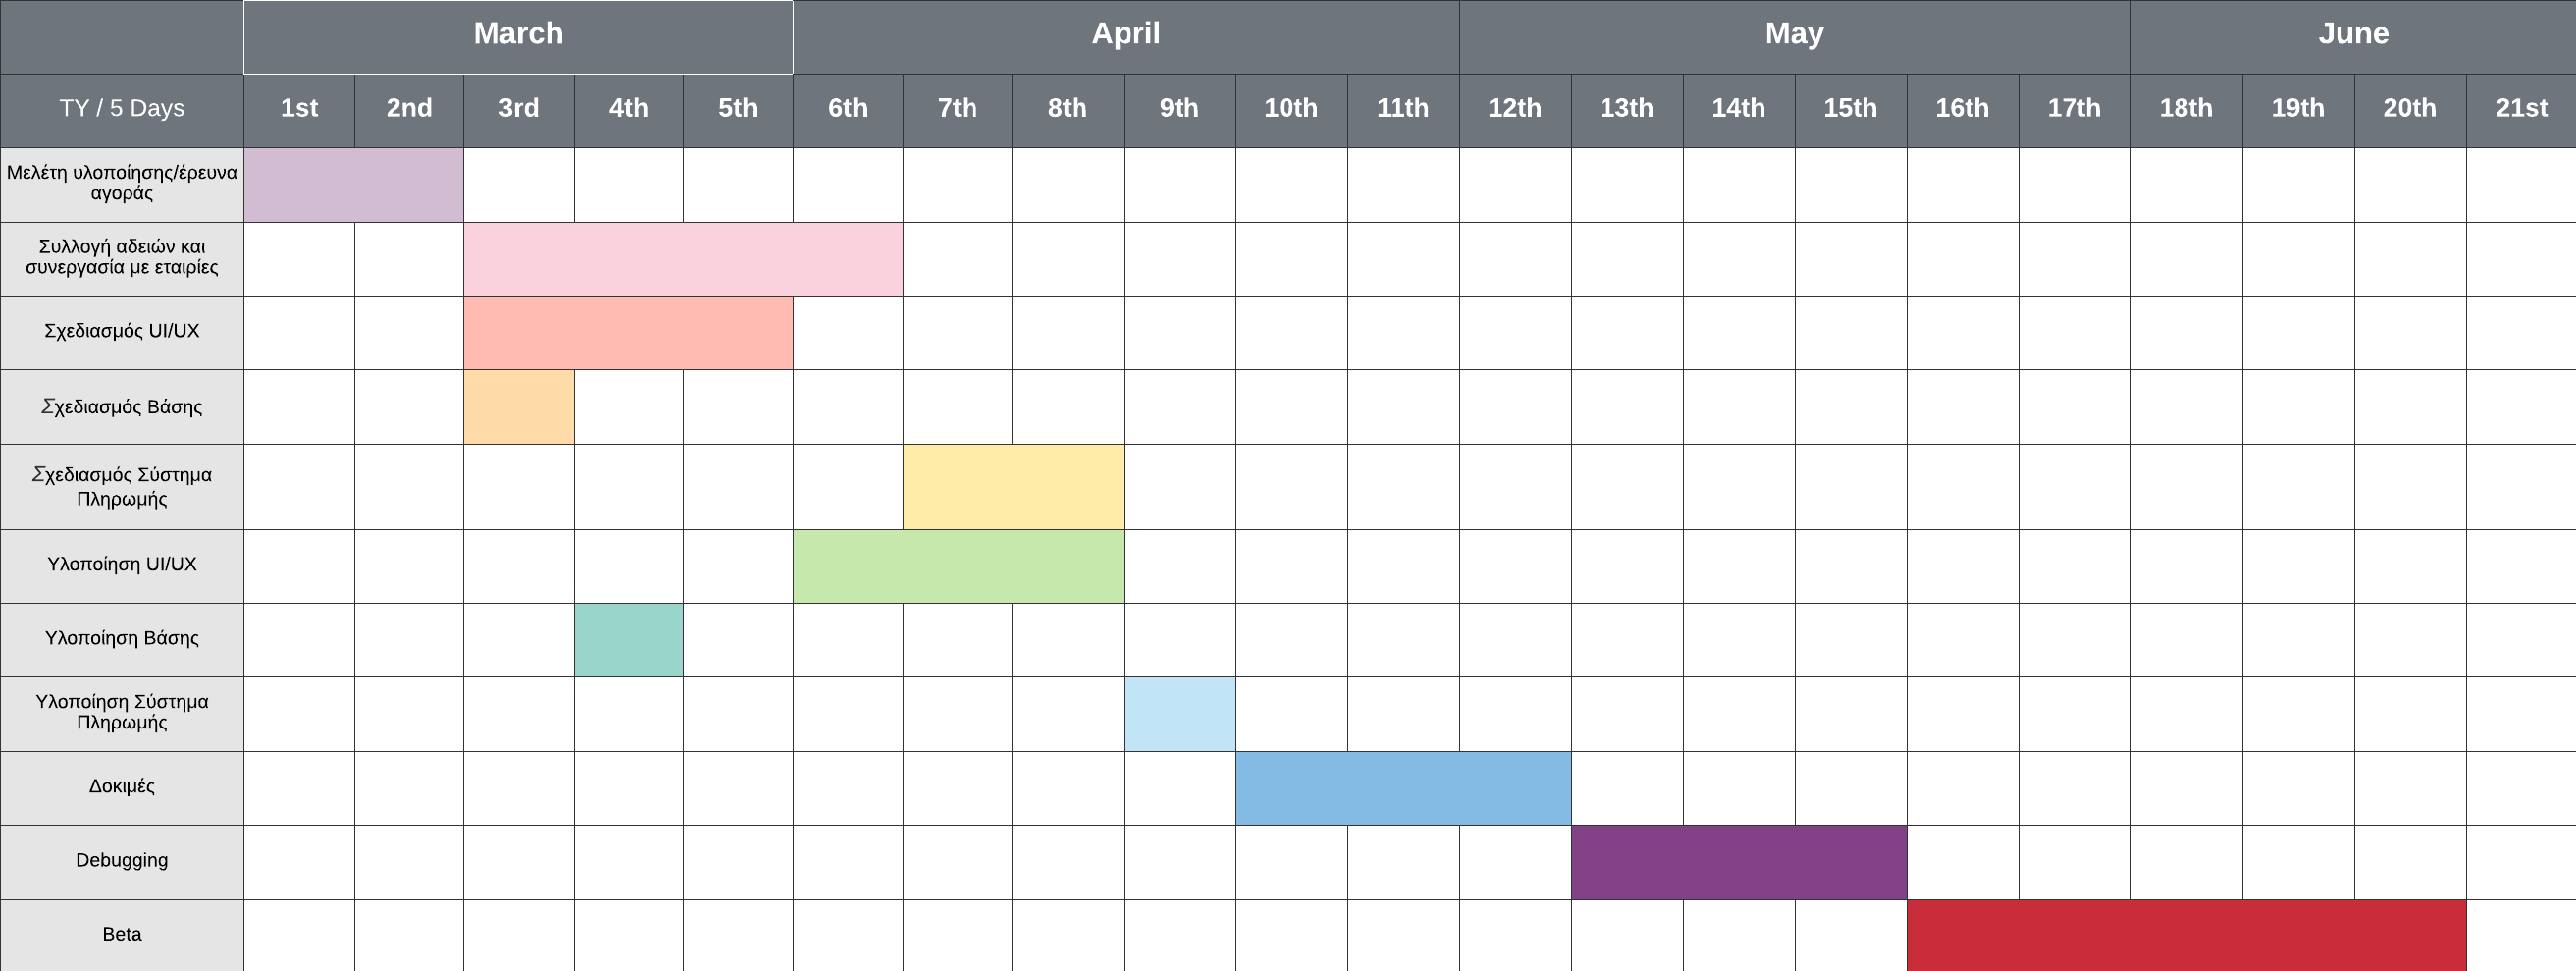 March April May June
TY / 5 Days 1st 2nd 3rd 4th 5th 6th 7th 8th 9th 10th 11th 12th 13th 14th 15th 16th 17th 18th 19th 20th 21st
Μελέτη υλοποίησης/έρευνα
αγοράς
Συλλογή αδειών και
συνεργασία με εταιρίες
Σχεδιασμός UI/UX
Σχεδιασμός Βάσης
Σχεδιασμός Σύστημα
Πληρωμής
Υλοποίηση UI/UX
Υλοποίηση Βάσης
Υλοποίηση Σύστημα
Πληρωμής
Δοκιμές
Debugging
Beta